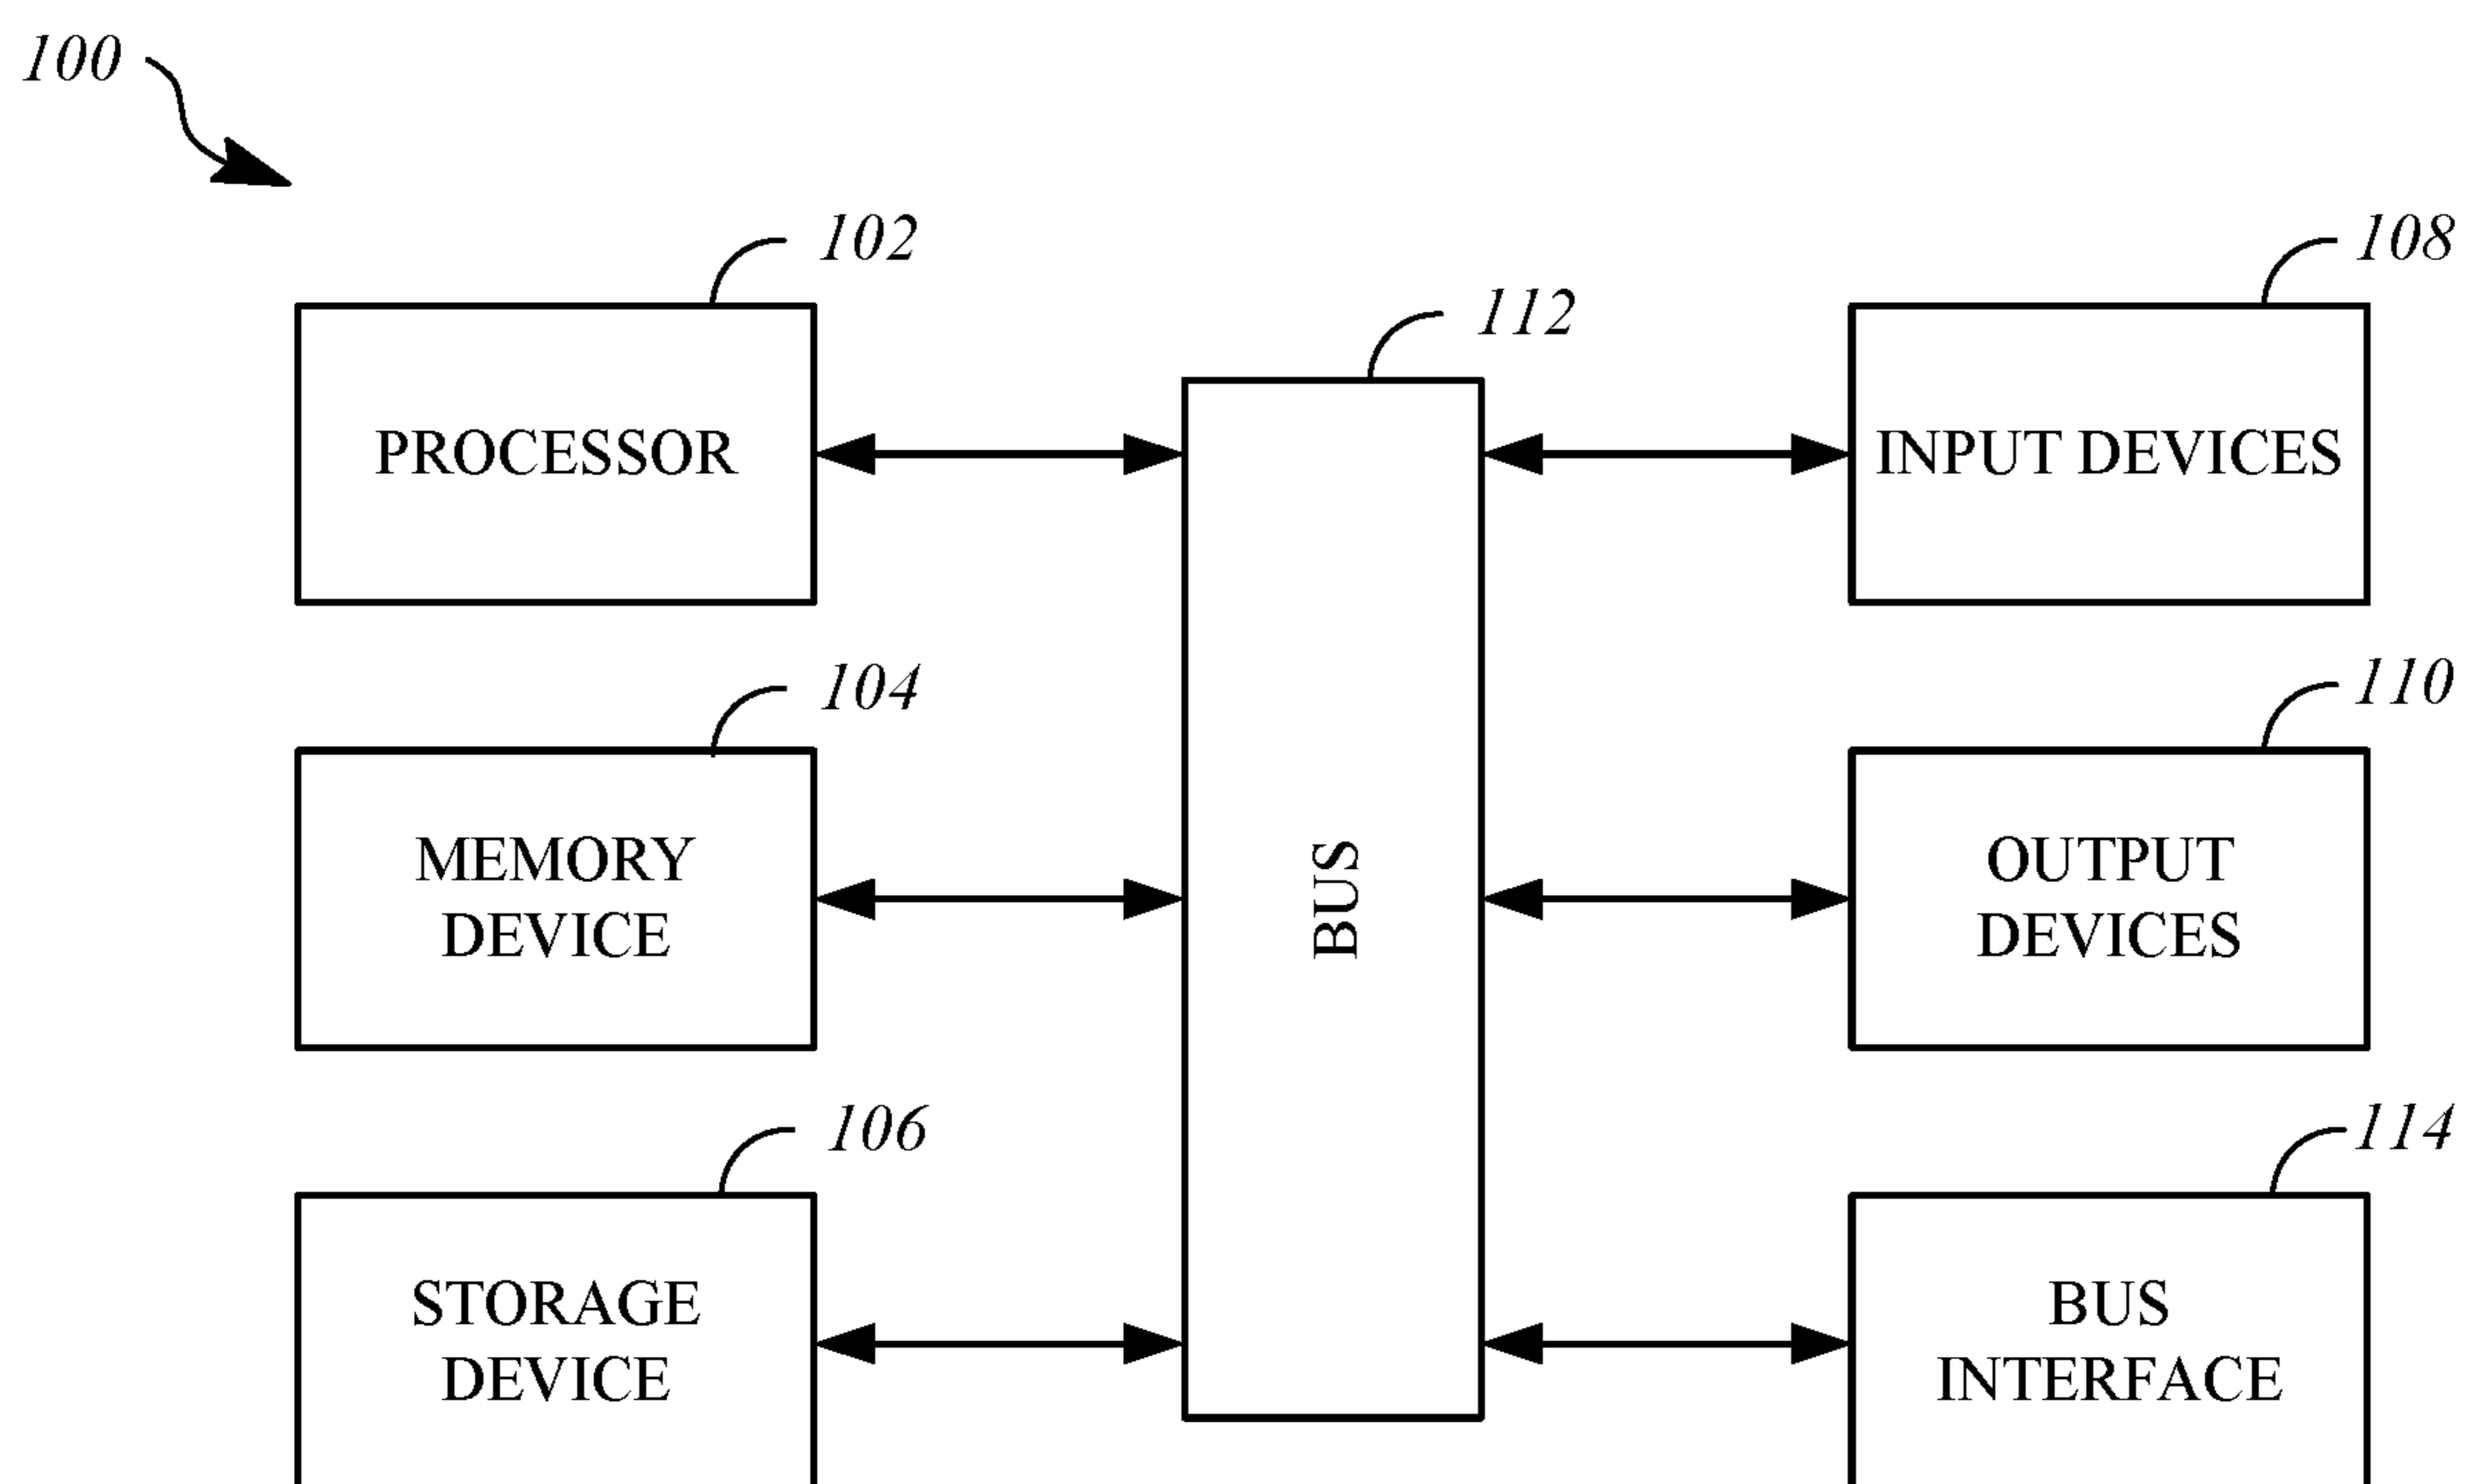 100
102
108
112
PROCESSOR
INPUT DEVICES
104
110
MEMORY
DEVICE
BUS
OUTPUT
DEVICES
106
114
STORAGE
DEVICE
BUS
INTERFACE